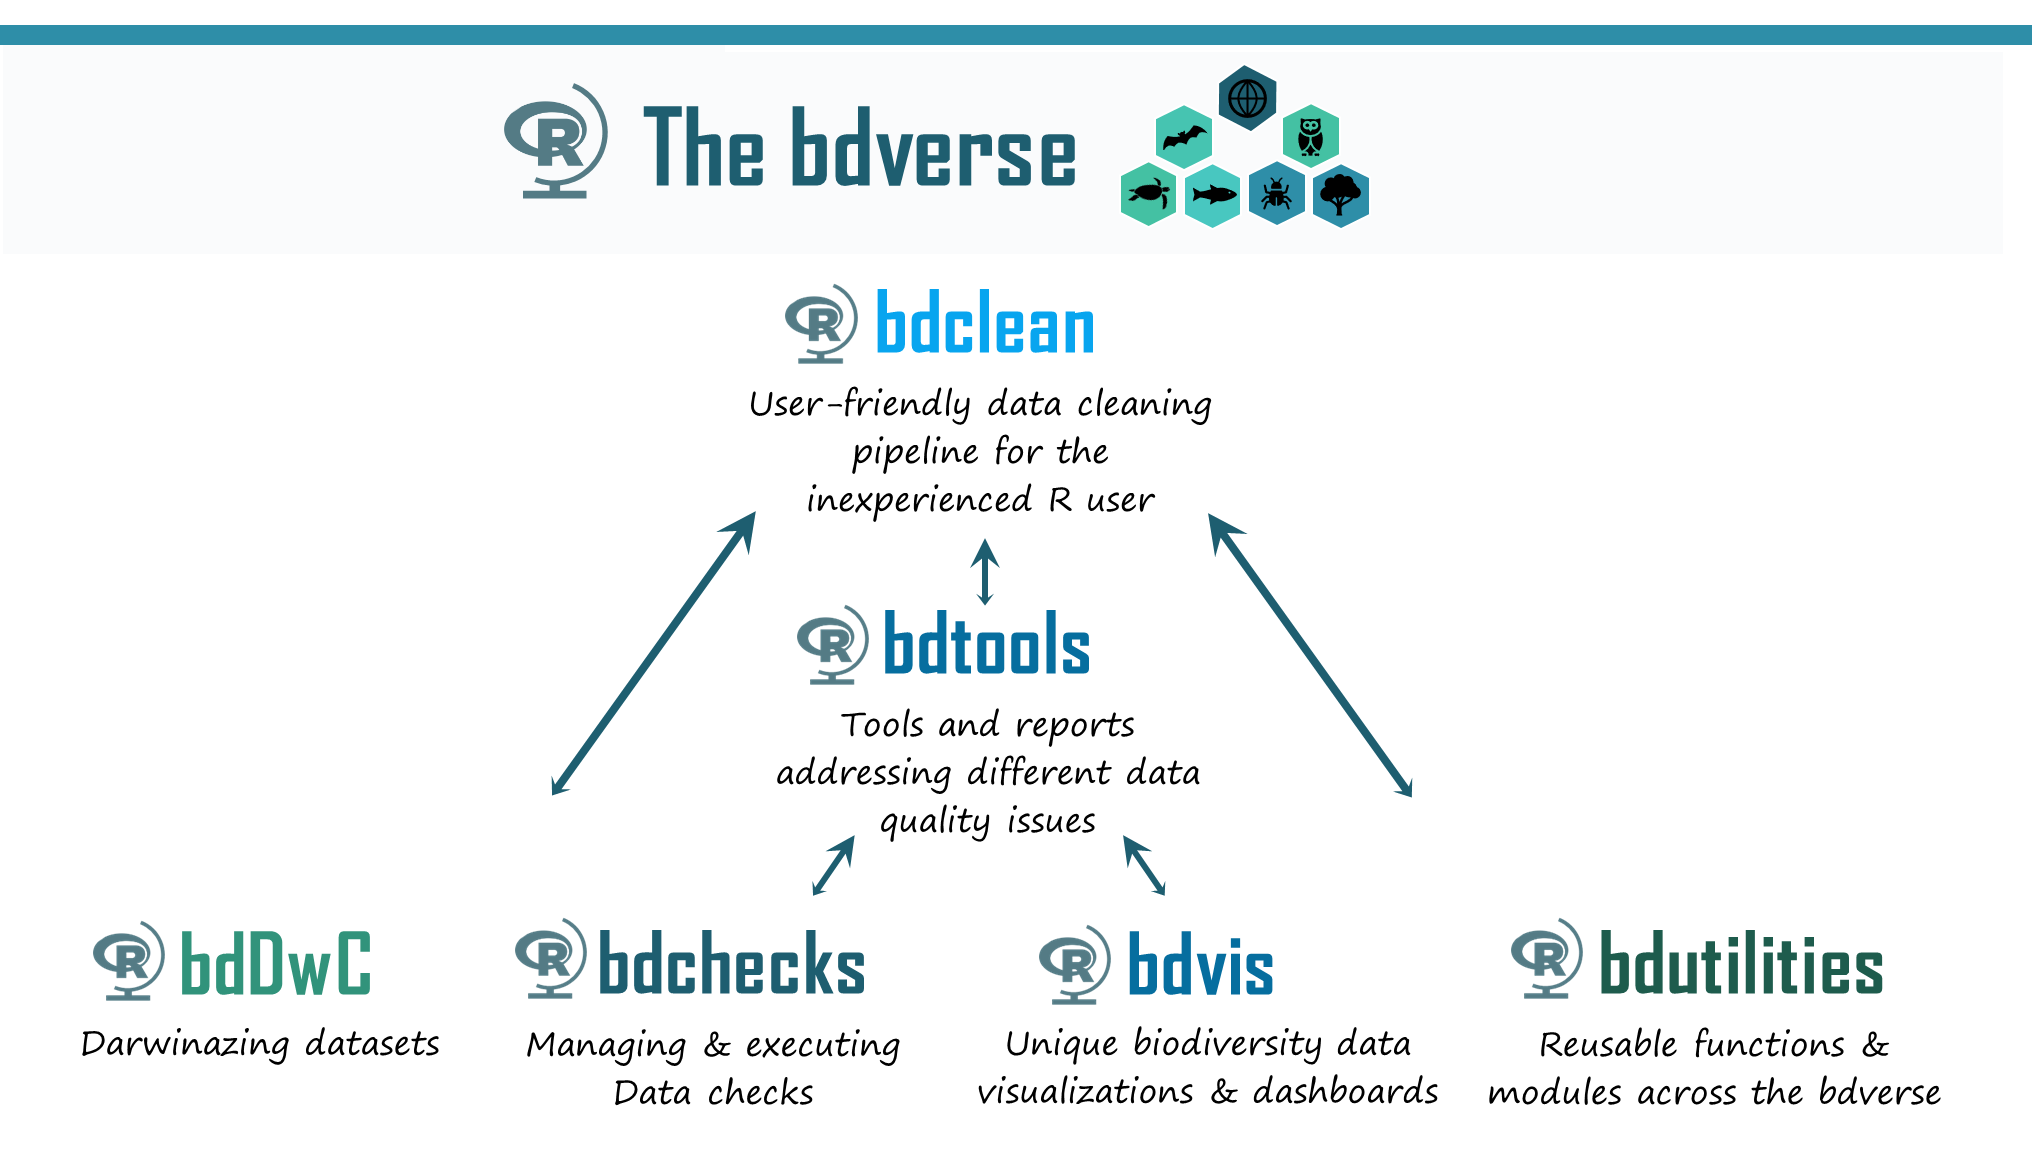 The bdverse
bdclean
User-friendly data cleaning
pipeline for the
inexperienced R user
bdtools
Tools and reports
addressing different data
quality issues
bdDwC
Darwinazing datasets
bdchecks
Managing & executing
Data checks
bdvis
Unique biodiversity data
visualizations & dashboards
bdutilities
Reusable functions &
modules across the bdverse